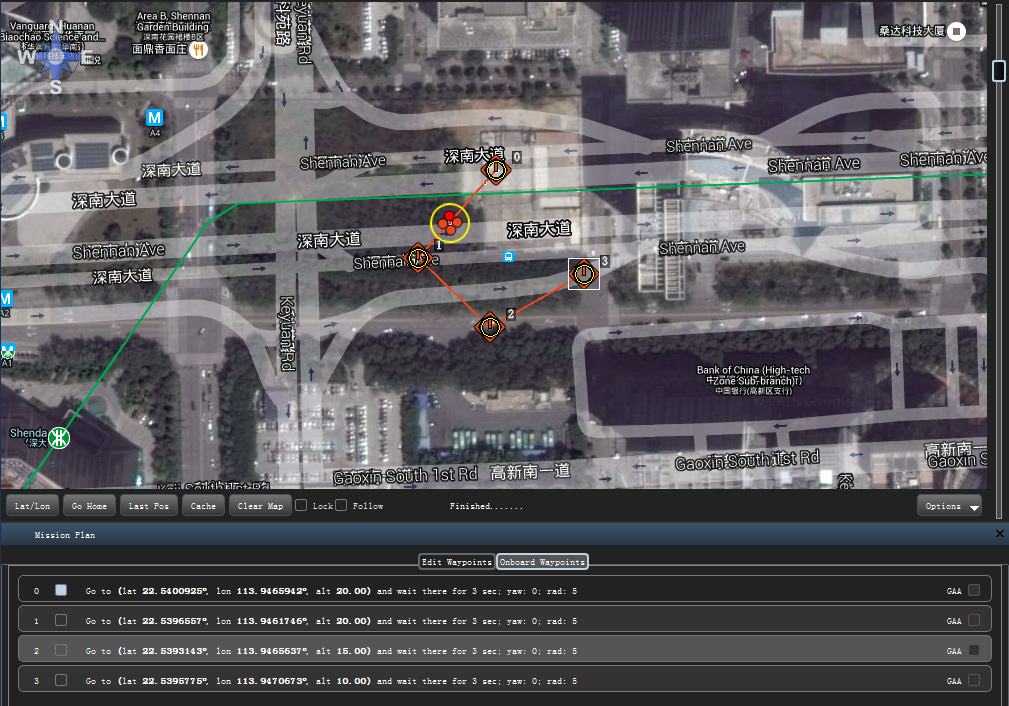 Vanguard Huanan
Biaochao Science and...
N
W
E
S
Area B, Shennan
Garden Building.
深南花园裙楼B区
面鼎香面庄
Keyuan Rd
科苑路
桑达科技大厦
A4
深南大道
Shennan Ave
深南大道
0
Shennan Ave
Shennan Ave
Shennan Ave
深南大道
深南大道
1
深南大道
Shennan Ave
Shennan Ave
Shennan Ave
深南大道
3
A2
2
Keyuan Rd
A1
Bank of China (High-tech
Zone Sub-branch)
中国银行(高新区支行)
Shenda
深大
Gaoxin South 1st Rd 高新南一道
Gaoxin South 1st Rd
高新南一
Gaoxin S
Lat/Lon Go Home Last Pos Cache Clear Map Lock Follow Finished....... Options
Mission Plan
Edit Waypoints Onboard Waypoints
0 Go to (lat 22.5400925°, lon 113.9465942°, alt 20.00) and wait there for 3 sec; yaw: 0; rad: 5 GAA
1 Go to (lat 22.5396557°, lon 113.9461746°, alt 20.00) and wait there for 3 sec; yaw: 0; rad: 5 GAA
2 Go to (lat 22.5393143°, lon 113.9465637°, alt 15.00) and wait there for 3 sec; yaw: 0; rad: 5 GAA
3 Go to (lat 22.5395775°, lon 113.9470673°, alt 10.00) and wait there for 3 sec; yaw: 0; rad: 5 GAA